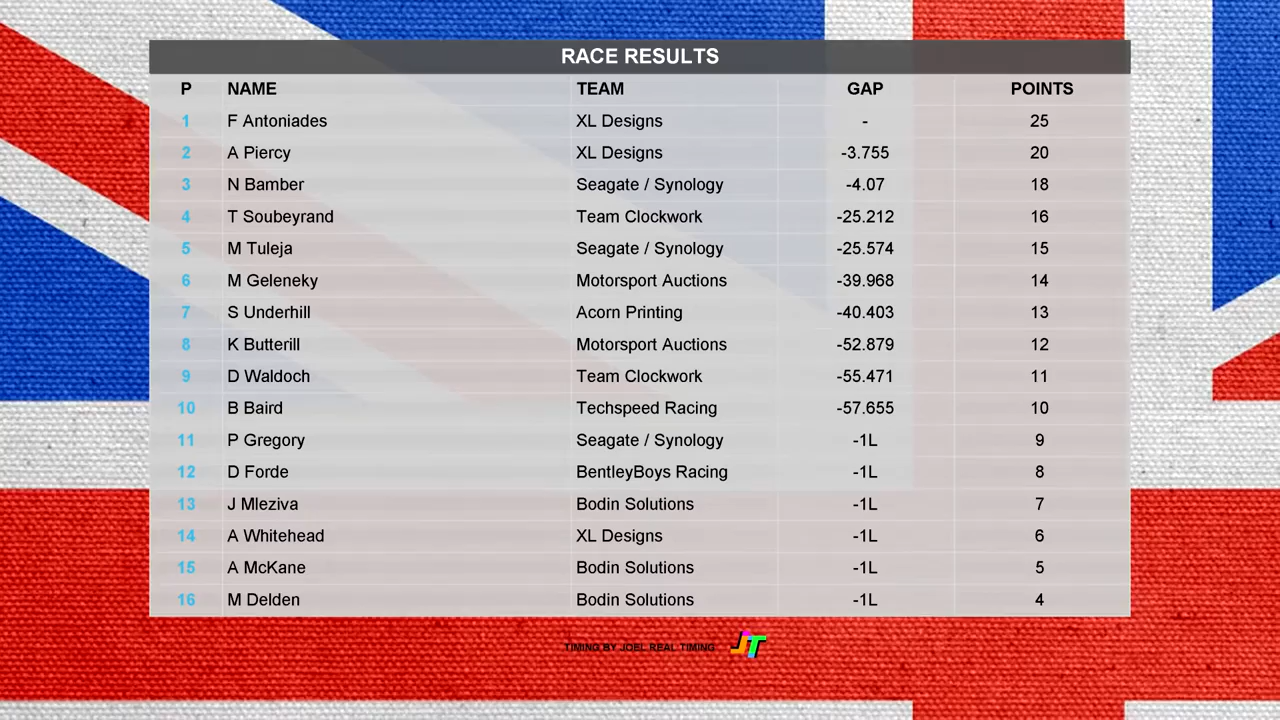 RACE RESULTS
P NAME TEAM GAP POINTS
1 F Antoniades XL Designs - 25
2 A Piercy XL Designs -3.755 20
3 N Bamber Seagate / Synology -4.07 18
4 T Soubeyrand Team Clockwork -25.212 16
5 M Tuleja Seagate / Synology -25.574 15
6 M Geleneky Motorsport Auctions -39.968 14
7 S Underhill Acorn Printing -40.403 13
8 K Butterill Motorsport Auctions -52.879 12
9 D Waldoch Team Clockwork -55.471 11
10 B Baird Techspeed Racing -57.655 10
11 P Gregory Seagate / Synology -1L 9
12 D Forde BentleyBoys Racing -1L 8
13 J Mleziva Bodin Solutions -1L 7
14 A Whitehead XL Designs -1L 6
15 A McKane Bodin Solutions -1L 5
16 M Delden Bodin Solutions -1L 4
TIMING BY JOEL REAL TIMING JT